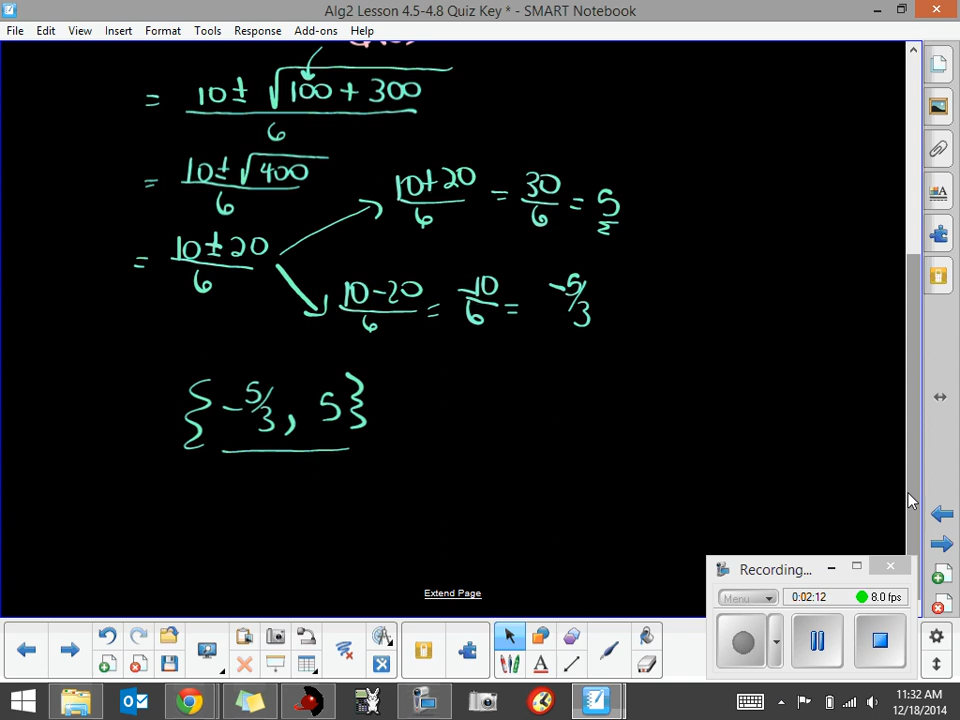 Alg2 Lesson 4.5-4.8 Quiz Key * - SMART Notebook
File Edit View Insert Format Tools Response Add-ons Help
= 10 ± √100 + 300
6
= 10 ± √400
6
10 + 20 = 30 = 5
6 6
= 10 ± 20
6
10 - 20 = -10 = -5/3
6 6
{ -5/3, 5 }
Extend Page
Recording...
Menu 0:02:12 8.0 fps
11:32 AM
12/18/2014